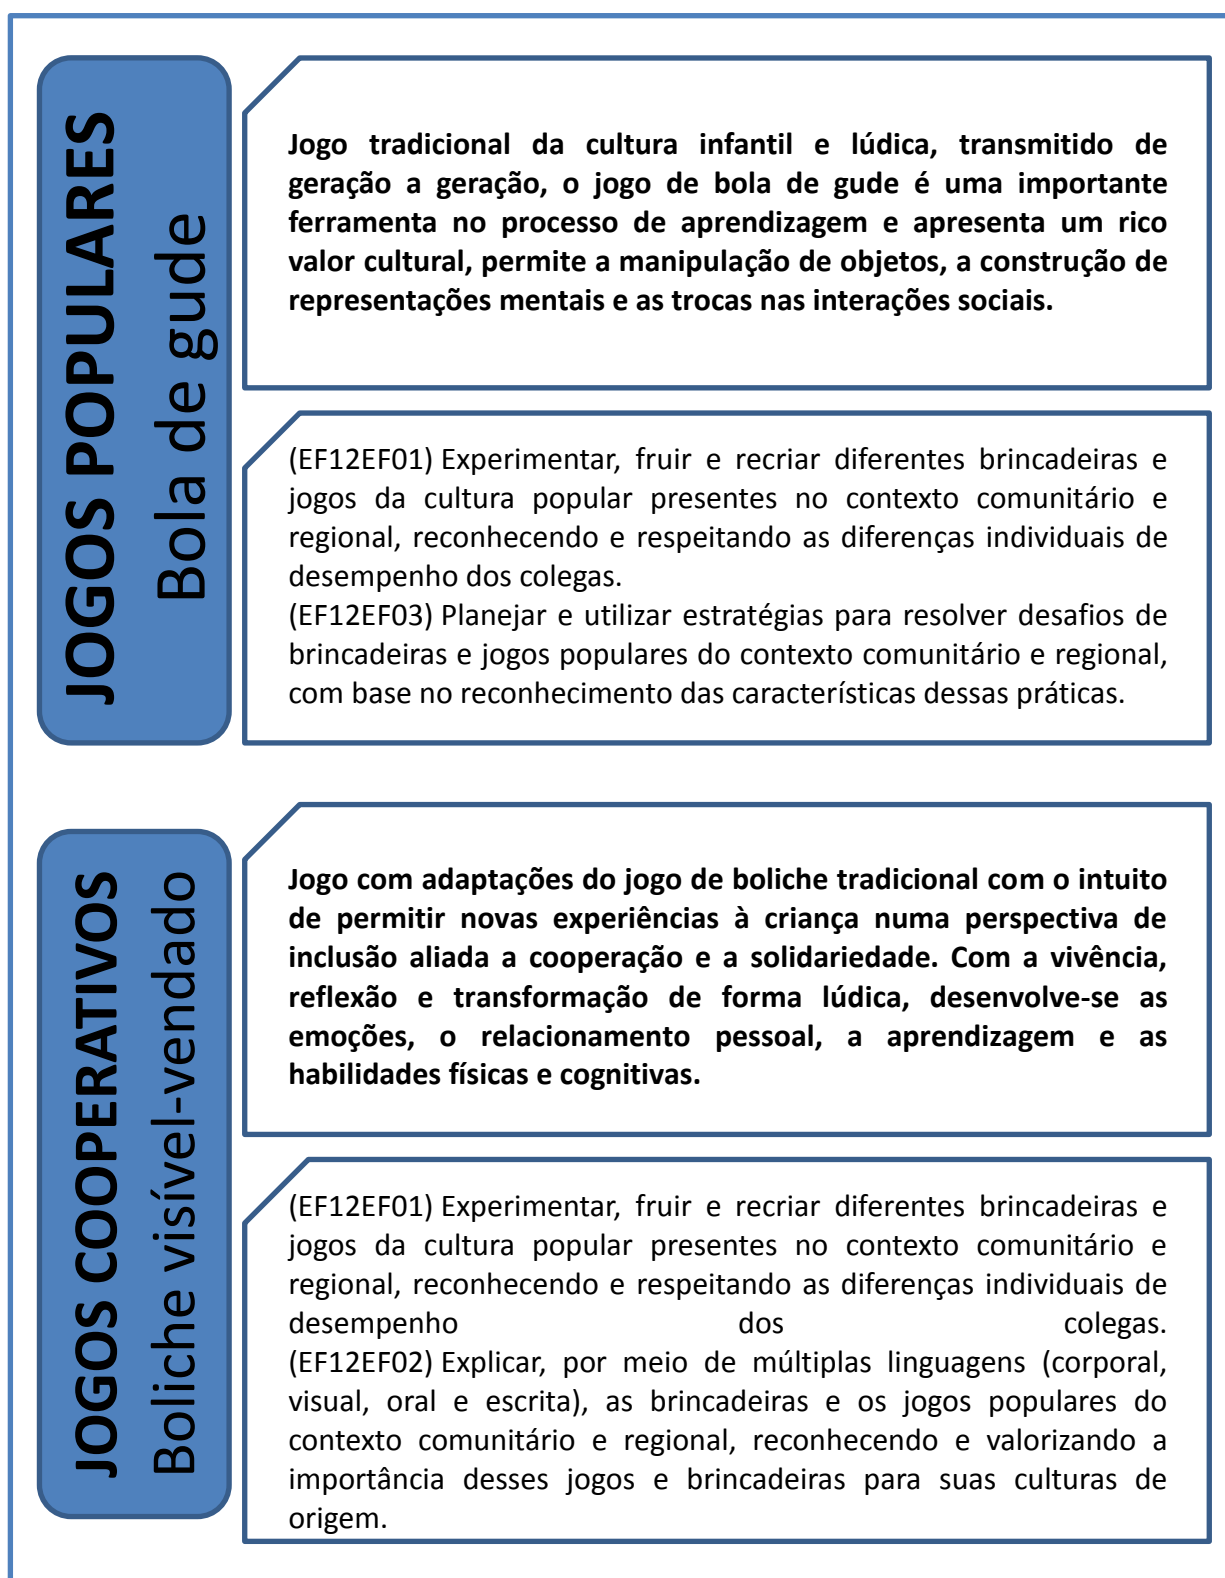 JOGOS POPULARES
Bola de gude
Jogo tradicional da cultura infantil e lúdica, transmitido de
geração a geração, o jogo de bola de gude é uma importante
ferramenta no processo de aprendizagem e apresenta um rico
valor cultural, permite a manipulação de objetos, a construção de
representações mentais e as trocas nas interações sociais.
(EF12EF01) Experimentar, fruir e recriar diferentes brincadeiras e
jogos da cultura popular presentes no contexto comunitário e
regional, reconhecendo e respeitando as diferenças individuais de
desempenho dos colegas.
(EF12EF03) Planejar e utilizar estratégias para resolver desafios de
brincadeiras e jogos populares do contexto comunitário e regional,
com base no reconhecimento das características dessas práticas.
JOGOS COOPERATIVOS
Boliche visível-vendado
Jogo com adaptações do jogo de boliche tradicional com o intuito
de permitir novas experiências à criança numa perspectiva de
inclusão aliada a cooperação e a solidariedade. Com a vivência,
reflexão e transformação de forma lúdica, desenvolve-se as
emoções, o relacionamento pessoal, a aprendizagem e as
habilidades físicas e cognitivas.
(EF12EF01) Experimentar, fruir e recriar diferentes brincadeiras e
jogos da cultura popular presentes no contexto comunitário e
regional, reconhecendo e respeitando as diferenças individuais de
desempenho dos colegas.
(EF12EF02) Explicar, por meio de múltiplas linguagens (corporal,
visual, oral e escrita), as brincadeiras e os jogos populares do
contexto comunitário e regional, reconhecendo e valorizando a
importância desses jogos e brincadeiras para suas culturas de
origem.